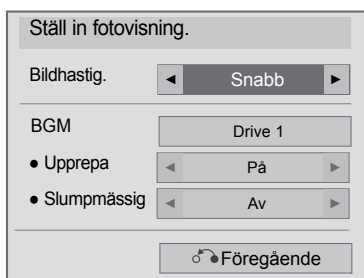 Ställ in fotovisning.
Bildhastig. ◄ Snabb ►
BGM Drive 1
● Upprepa ◄ På ►
● Slumpmässig ◄ Av ►
Föregående